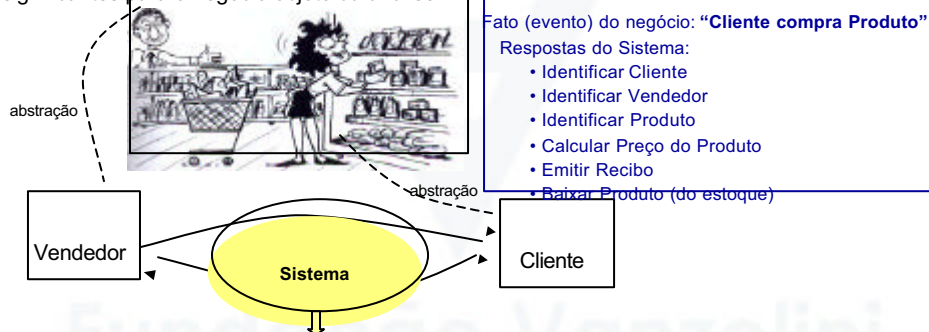 Fato (evento) do negócio: “Cliente compra Produto”
Respostas do Sistema:
• Identificar Cliente
• Identificar Vendedor
• Identificar Produto
• Calcular Preço do Produto
• Emitir Recibo
• Baixar Produto (do estoque)
abstração
abstração
Vendedor
Sistema
Cliente